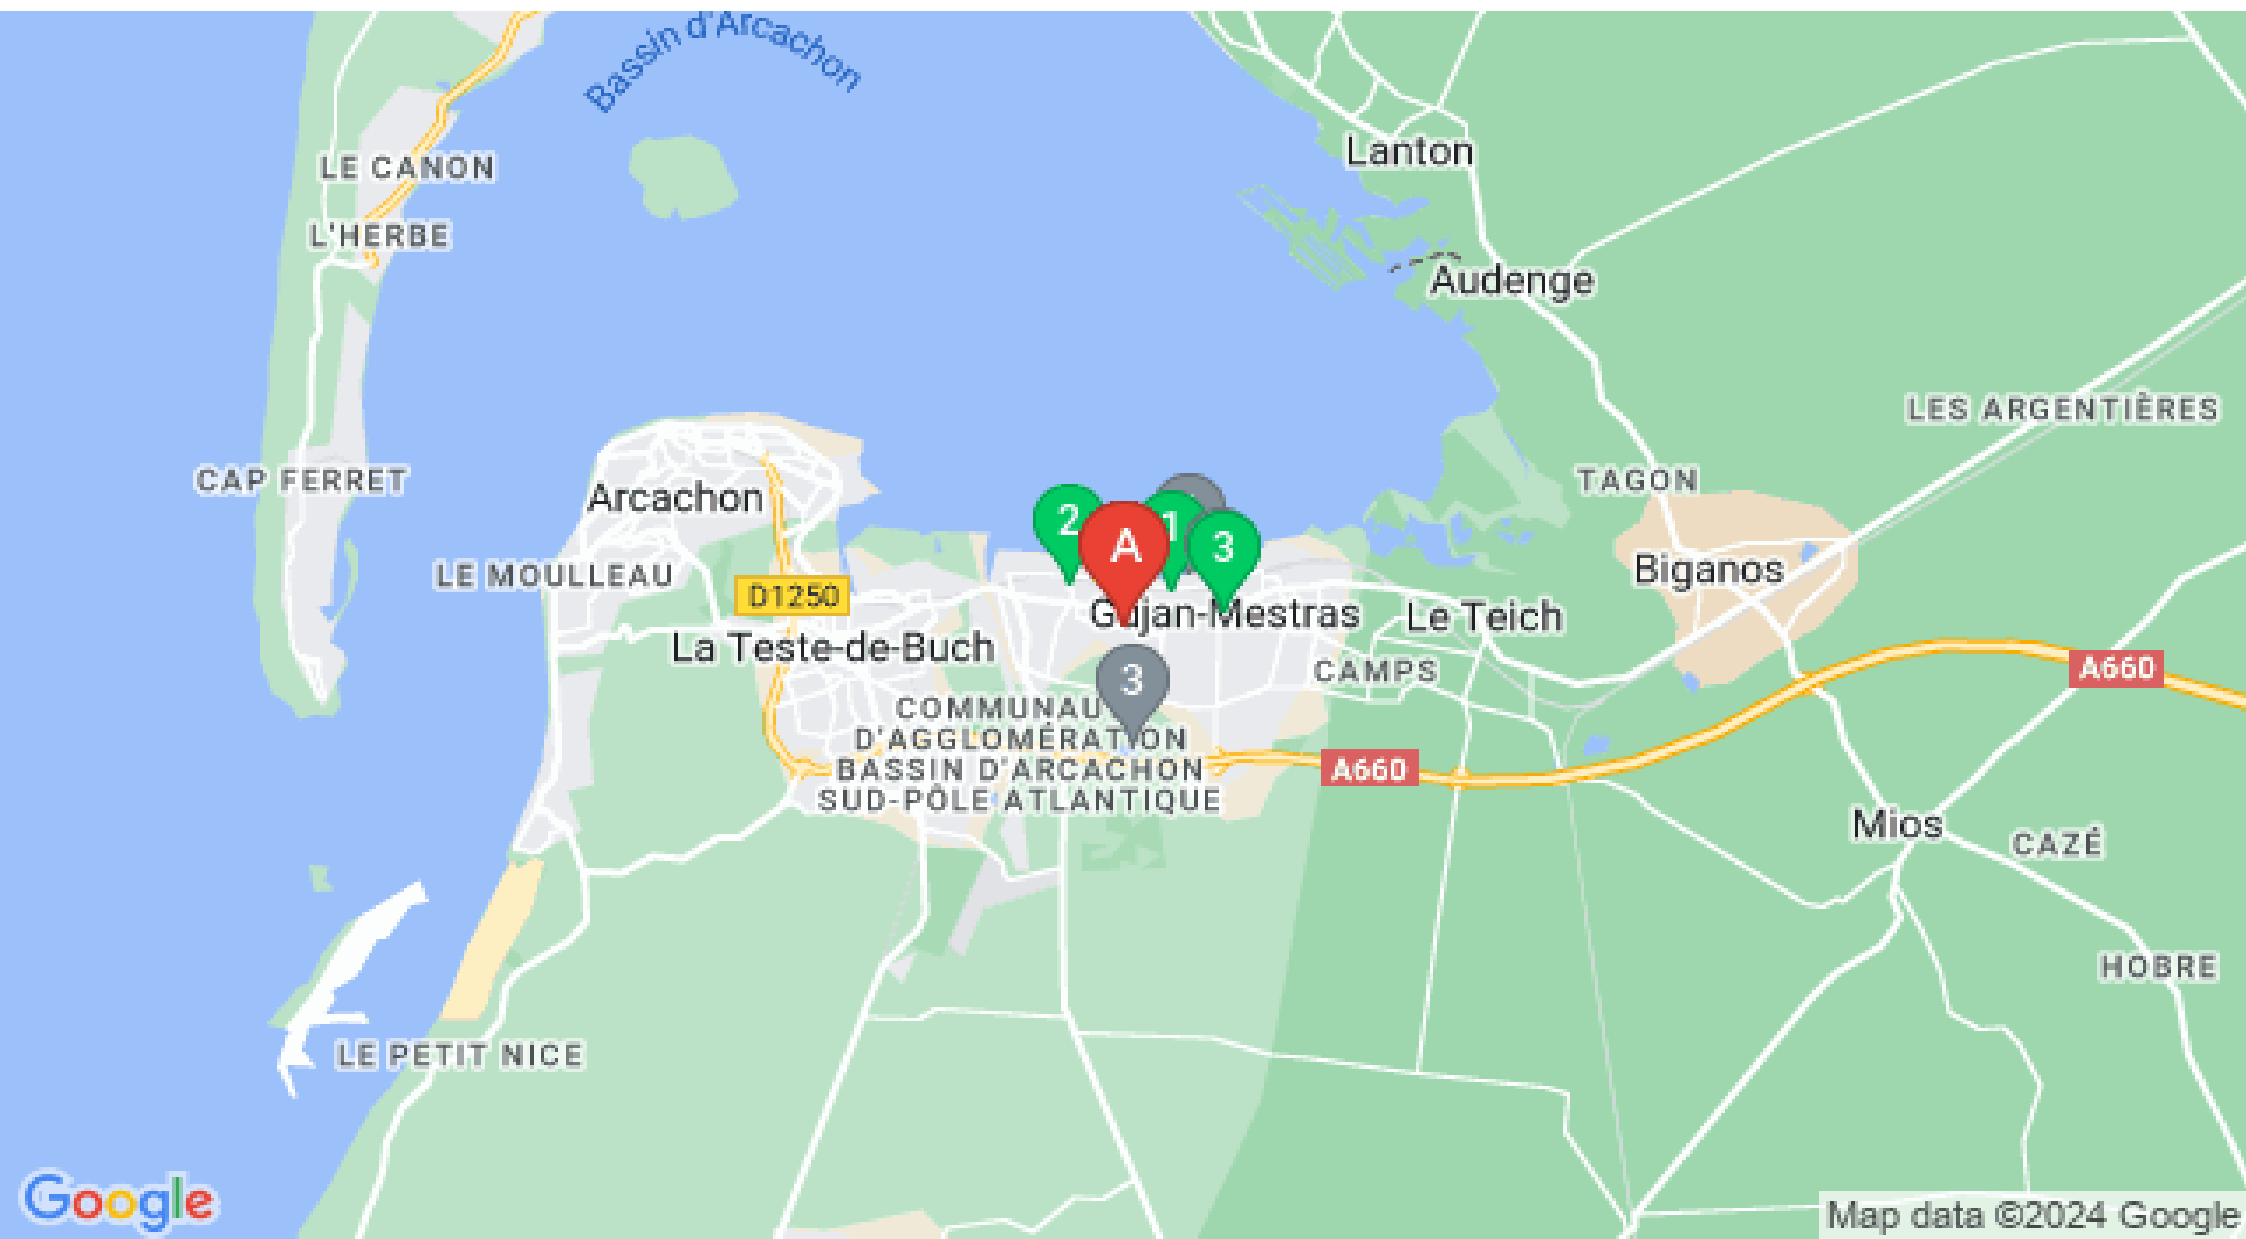 Bassin d'Arcachon
Lanton
LE CANON
L'HERBE
Audenge
LES ARGENTIÈRES
CAP FERRET
TAGON
Arcachon
2
1
A
3
LE MOULLEAU
Biganos
D1250
Gujan-Mestras
Le Teich
La Teste-de-Buch
CAMPS
A660
3
COMMUNAU
D'AGGLOMÉRATION
BASSIN D'ARCACHON
SUD-PÔLE ATLANTIQUE
A660
Mios
CAZÉ
HOBRE
LE PETIT NICE
Google
Map data ©2024 Google